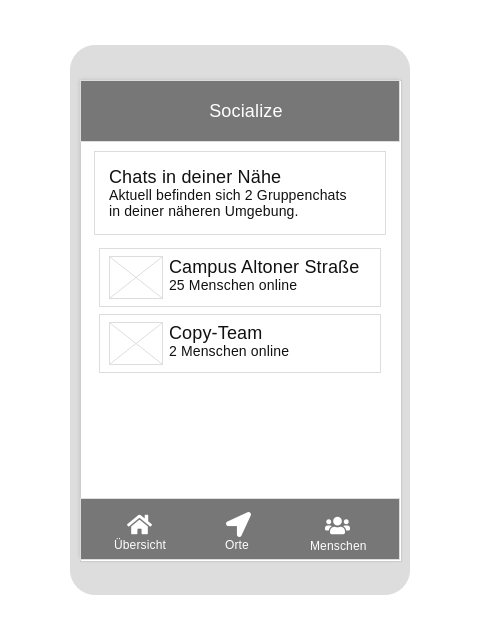 Socialize
Chats in deiner Nähe
Aktuell befinden sich 2 Gruppenchats
in deiner näheren Umgebung.
Campus Altoner Straße
25 Menschen online
Copy-Team
2 Menschen online
Übersicht
Orte
Menschen